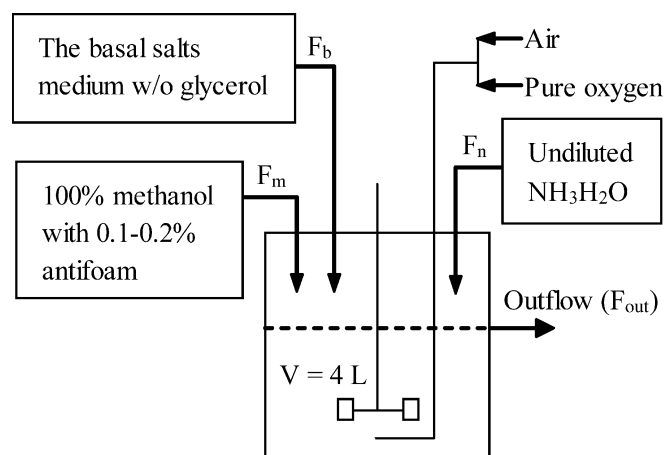 The basal salts
medium w/o glycerol
F_b
Air
Pure oxygen
100% methanol
with 0.1-0.2%
antifoam
F_m
F_n
Undiluted
NH₃H₂O
Outflow (F_out)
V = 4 L